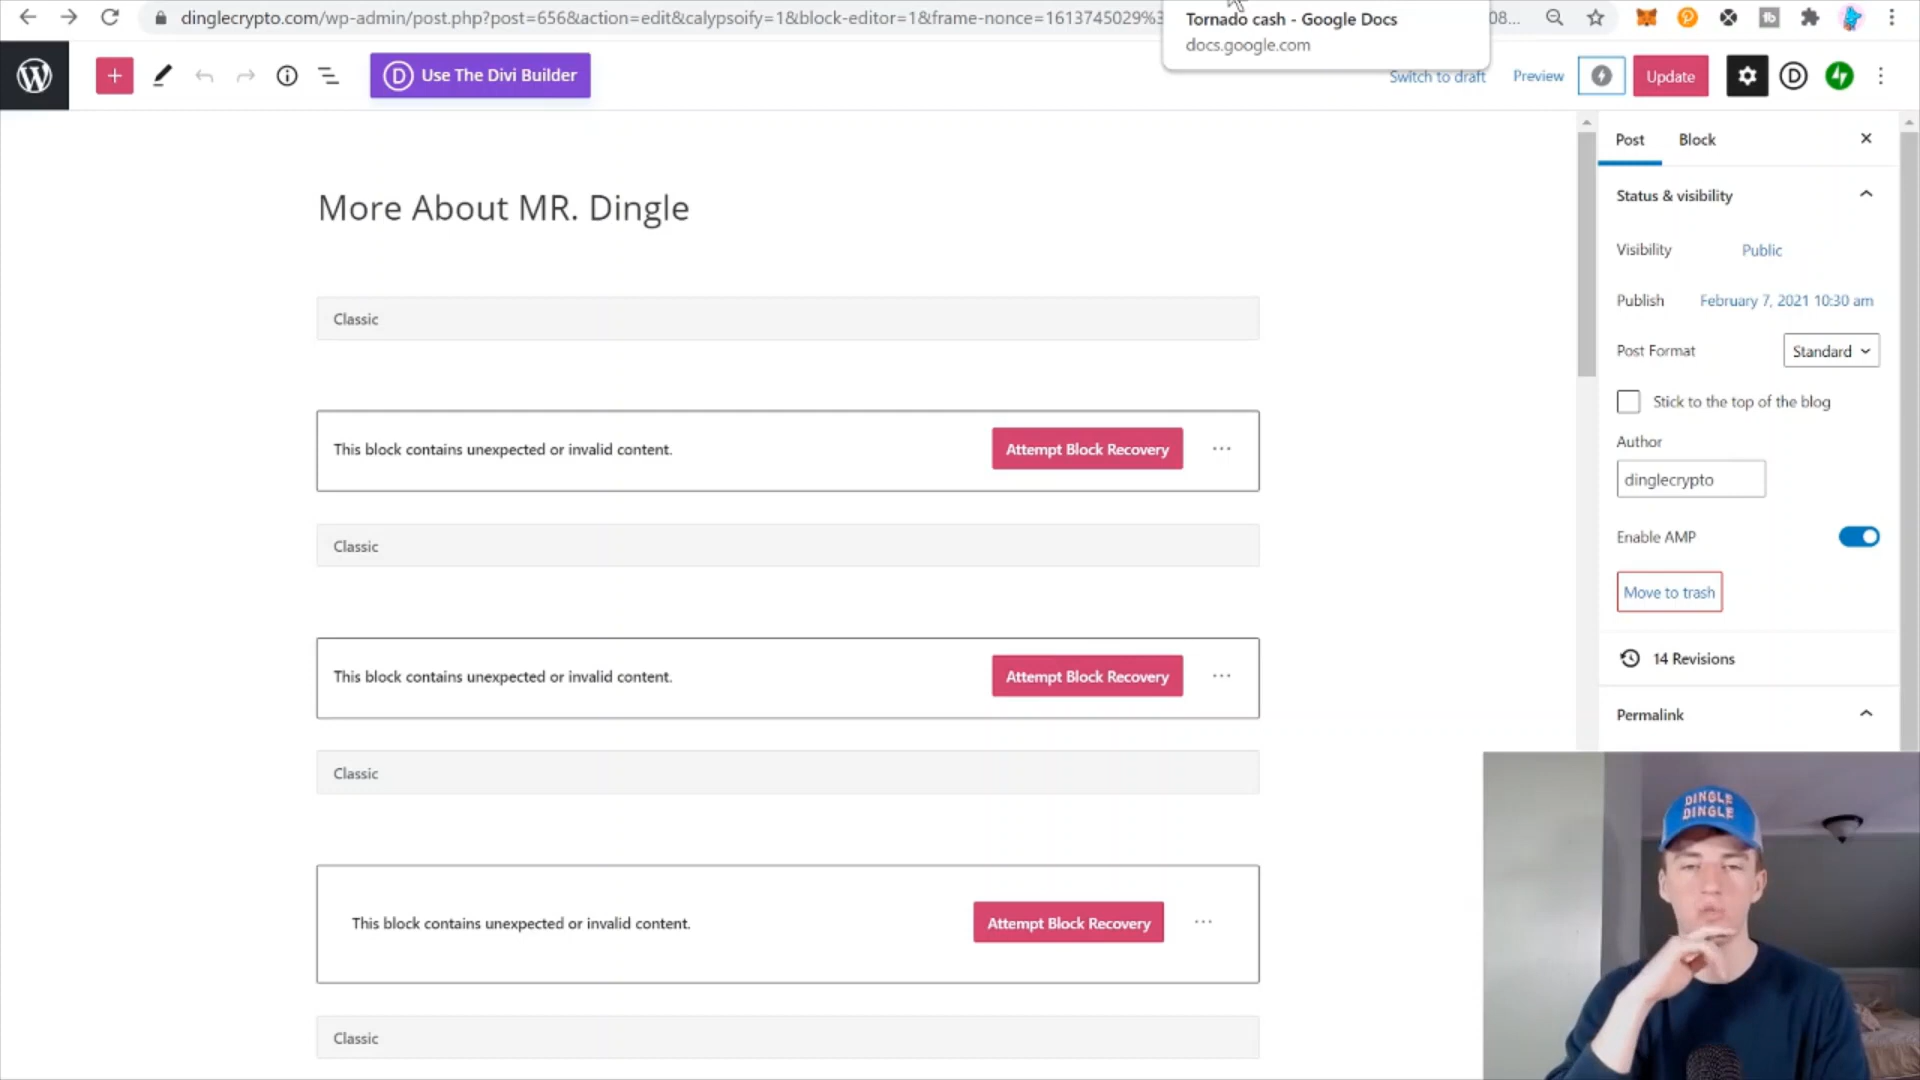 dinglecrypto.com/wp-admin/post.php?post=656&action=edit&calypsoify=1&block-editor=1&frame-nonce=1613745029%3
08...
Tornado cash - Google Docs
docs.google.com
Use The Divi Builder
Switch to draft
Preview
Update
Post
Block
More About MR. Dingle
Status & visibility
Visibility
Public
Publish
February 7, 2021 10:30 am
Post Format
Standard
Stick to the top of the blog
Author
dinglecrypto
Enable AMP
Move to trash
14 Revisions
Permalink
Classic
This block contains unexpected or invalid content.
Attempt Block Recovery
Classic
This block contains unexpected or invalid content.
Attempt Block Recovery
Classic
This block contains unexpected or invalid content.
Attempt Block Recovery
Classic
DINGLE
DINGLE